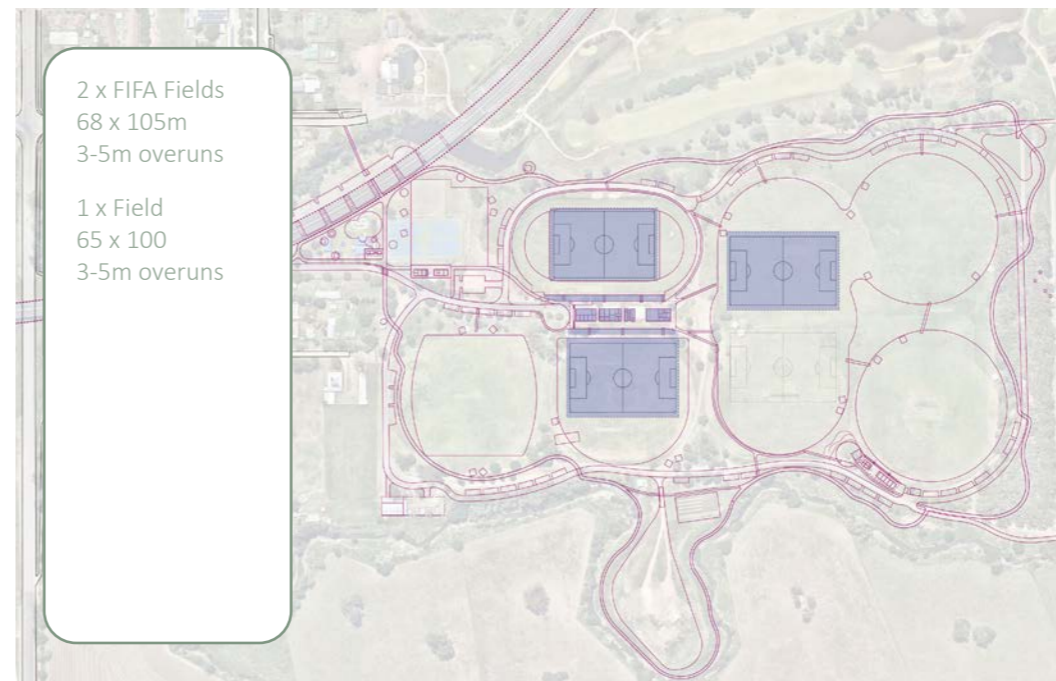 2 x FIFA Fields
68 x 105m
3-5m overuns
1 x Field
65 x 100
3-5m overuns